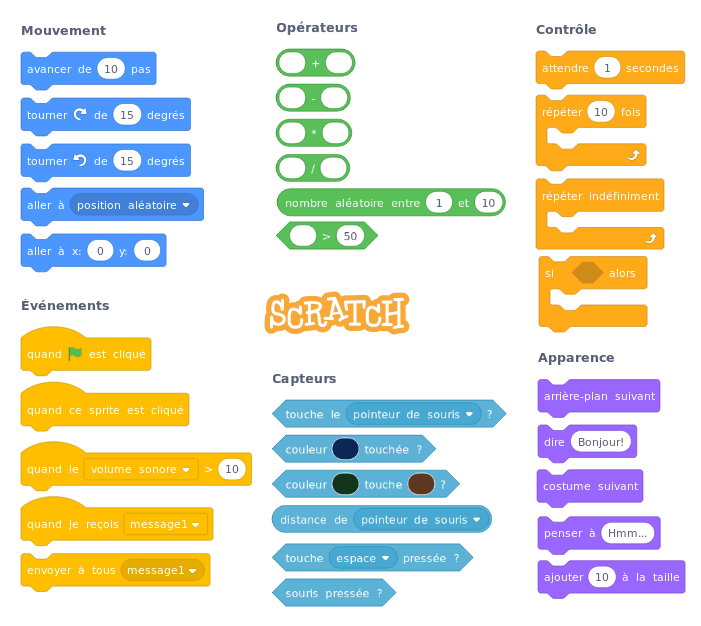 Mouvement
avancer de 10 pas
tourner de 15 degrés
tourner de 15 degrés
aller à position aléatoire
aller à x: 0 y: 0
Événements
quand est cliqué
quand ce sprite est cliqué
quand le volume sonore > 10
quand je reçois message1
envoyer à tous message1
Opérateurs
+
-
*
/
nombre aléatoire entre 1 et 10
> 50
SCRATCH
Capteurs
touche le pointeur de souris ?
couleur touchée ?
couleur touche ?
distance de pointeur de souris
touche espace pressée ?
souris pressée ?
Contrôle
attendre 1 secondes
répéter 10 fois
répéter indéfiniment
si alors
Apparence
arrière-plan suivant
dire Bonjour!
costume suivant
penser à Hmm...
ajouter 10 à la taille